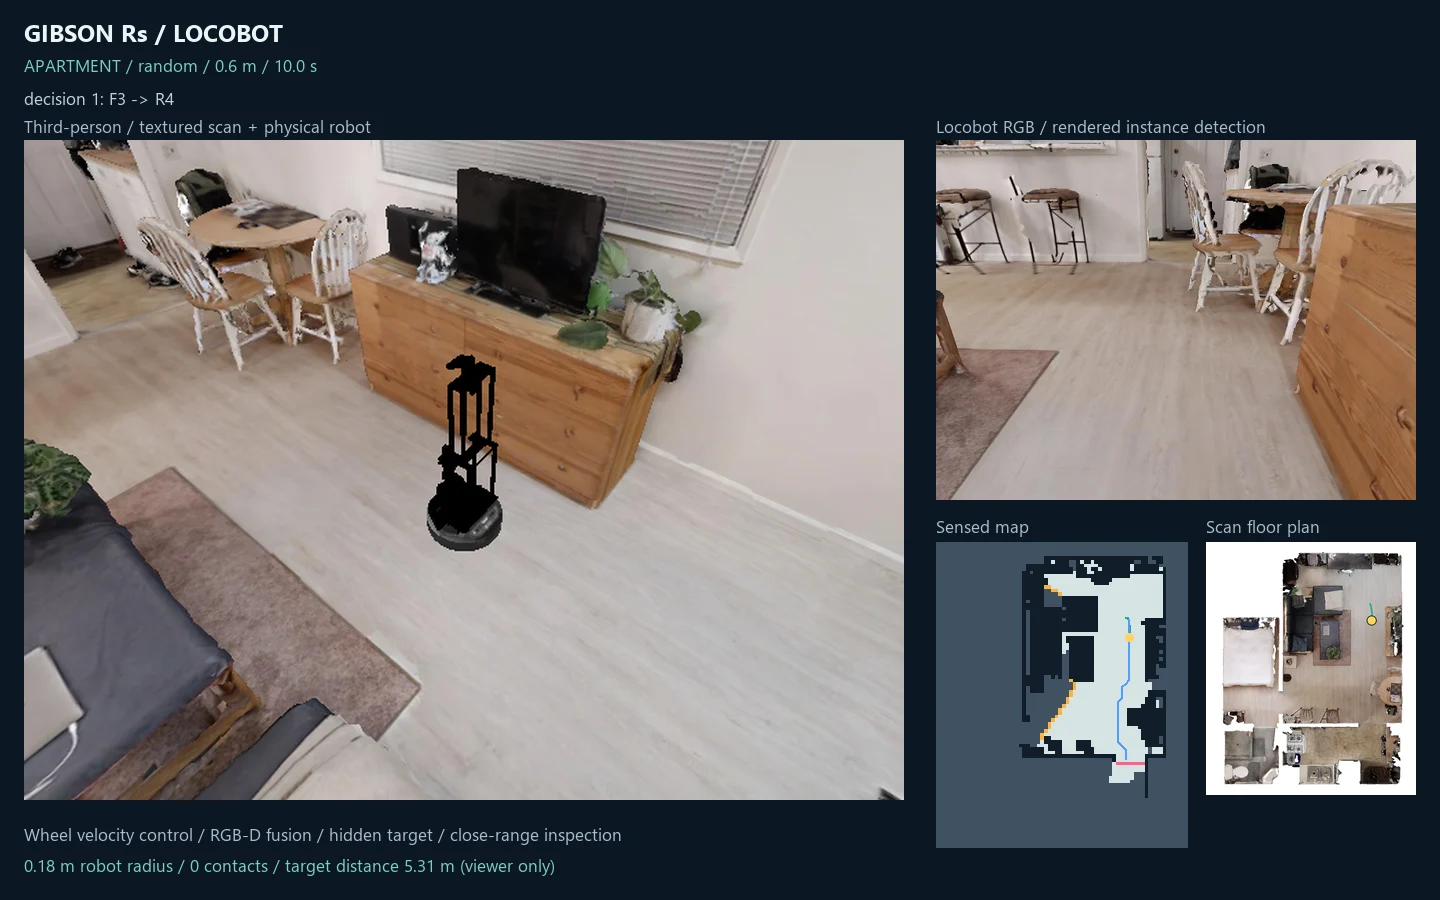 GIBSON Rs / LOCOBOT
APARTMENT / random / 0.6 m / 10.0 s
decision 1: F3 -> R4
Third-person / textured scan + physical robot
Locobot RGB / rendered instance detection
Sensed map
Scan floor plan
Wheel velocity control / RGB-D fusion / hidden target / close-range inspection
0.18 m robot radius / 0 contacts / target distance 5.31 m (viewer only)